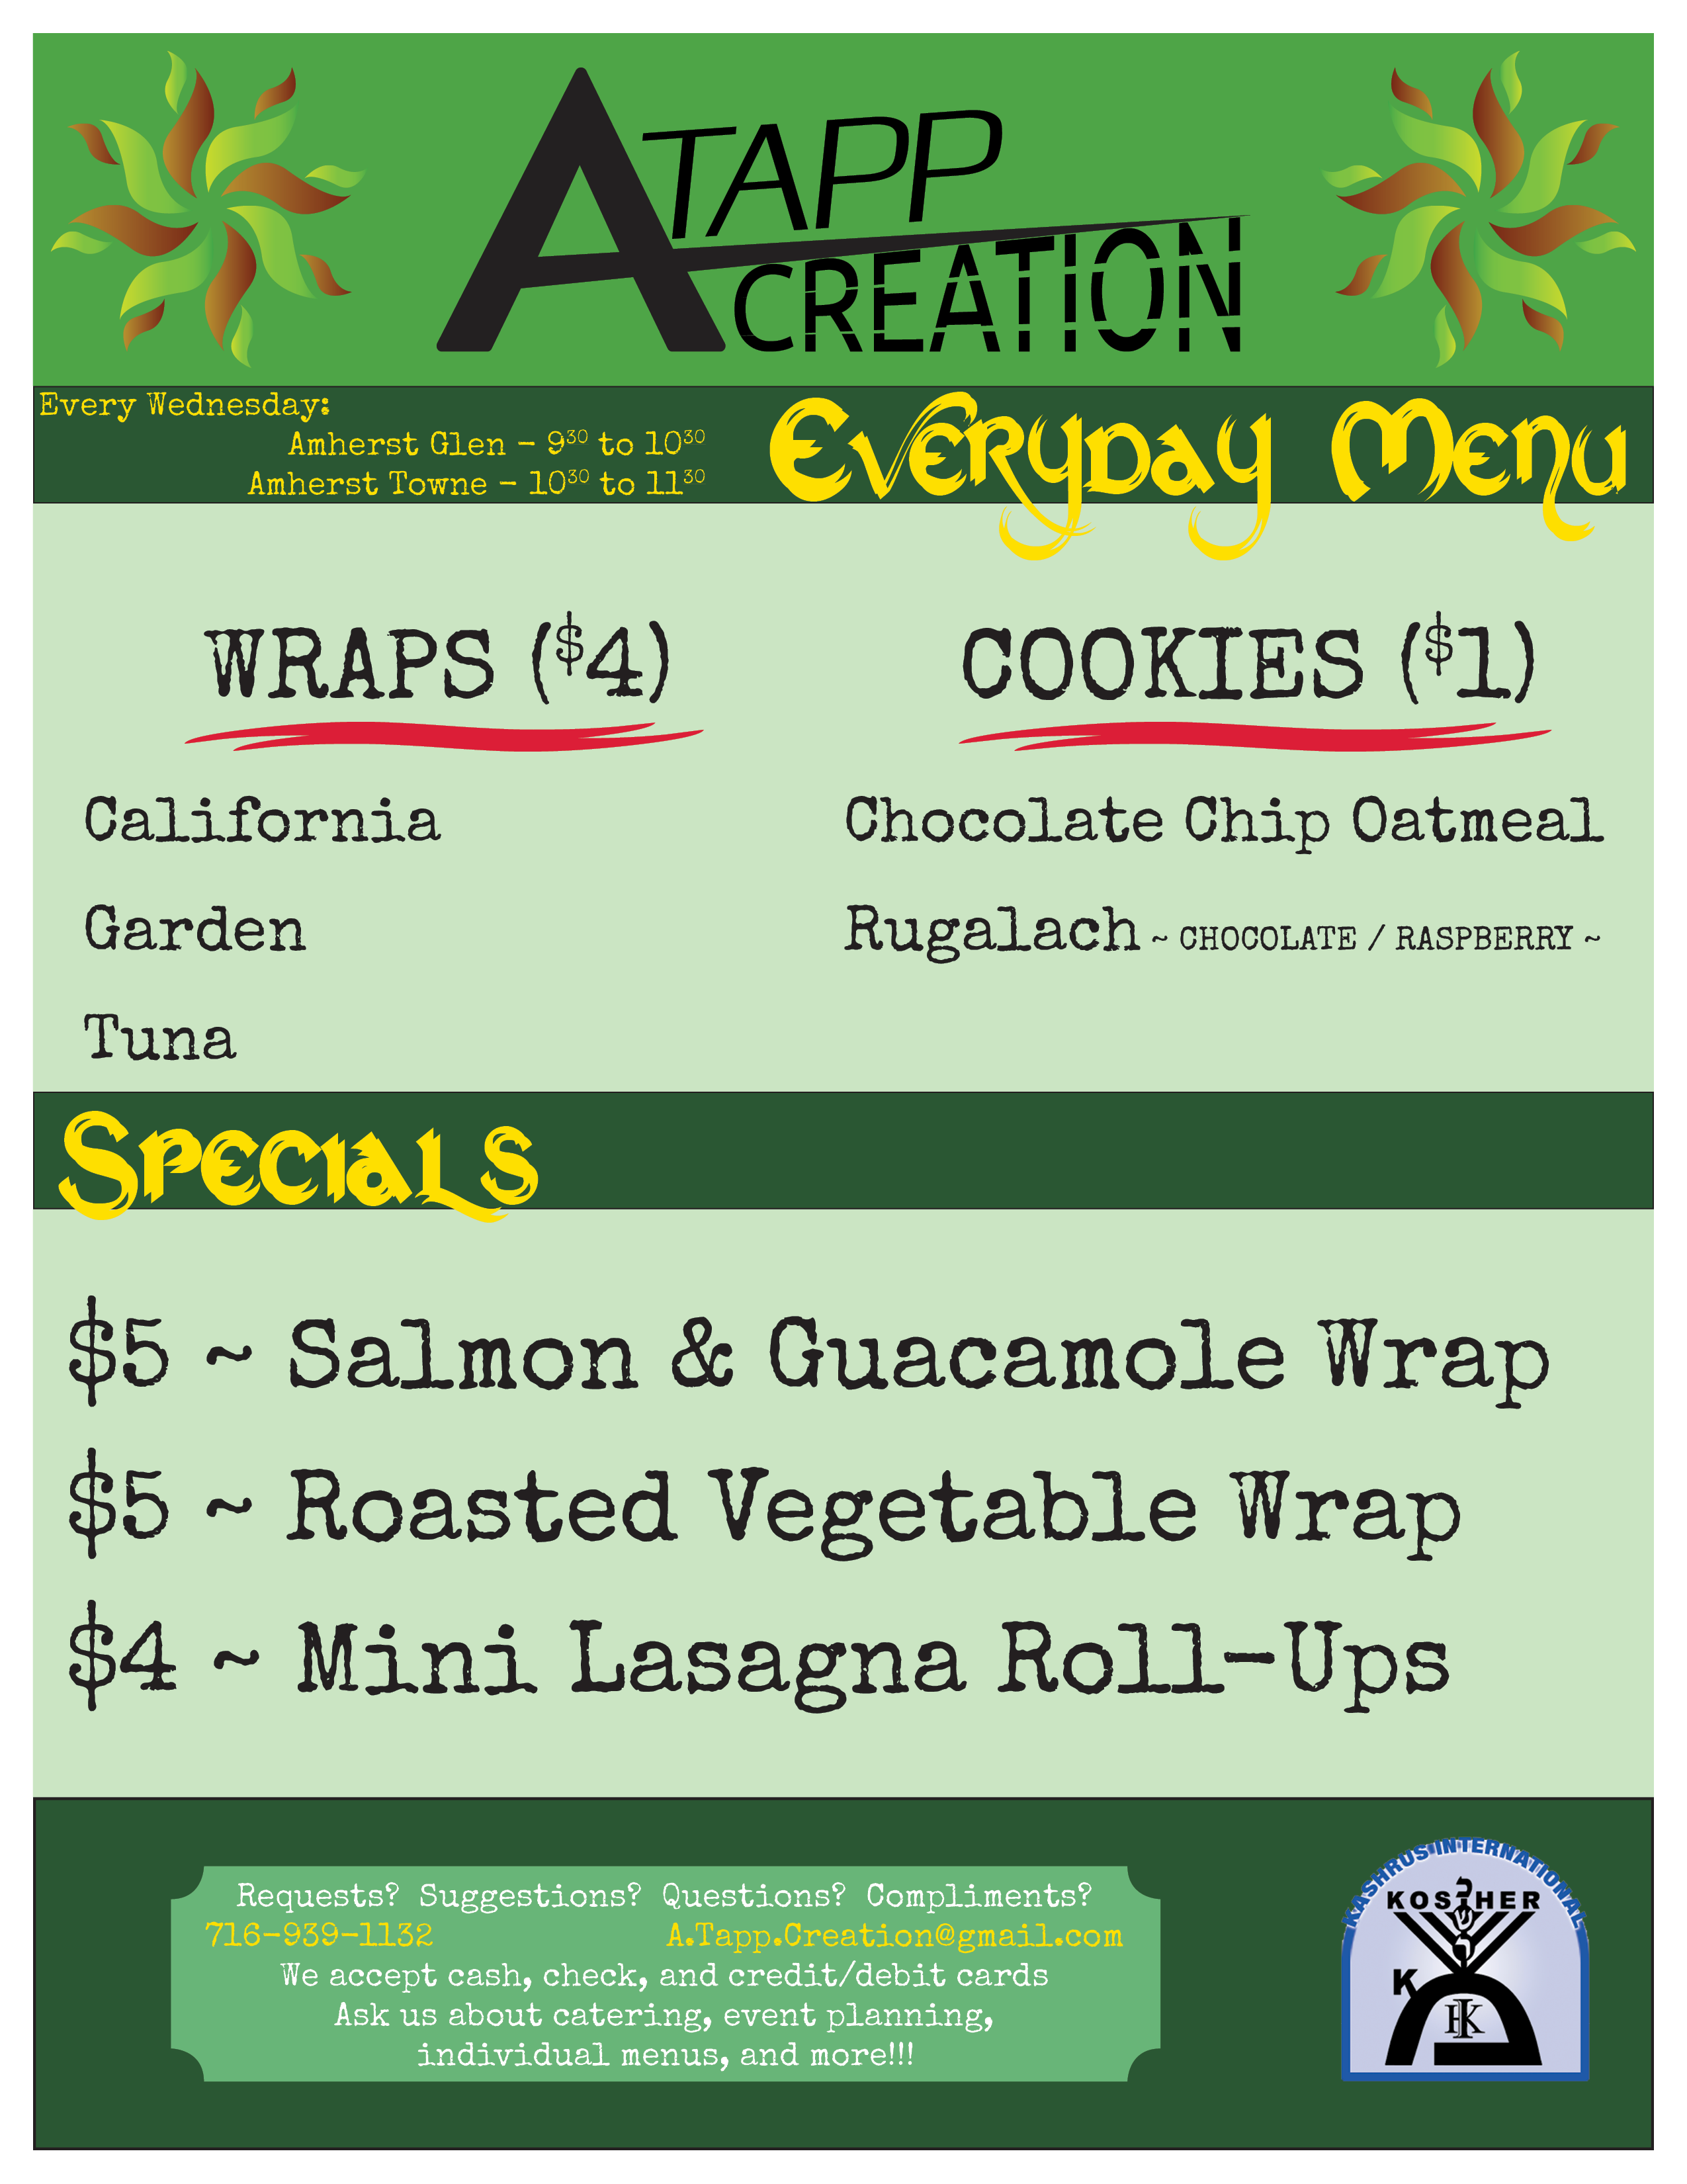 A TAPP
CREATION
Every Wednesday:
Amherst Glen - 9³⁰ to 10³⁰
Amherst Towne - 10³⁰ to 11³⁰
Everyday Menu
WRAPS ($4)
California
Garden
Tuna
COOKIES ($1)
Chocolate Chip Oatmeal
Rugalach ~ CHOCOLATE / RASPBERRY ~
Specials
$5 ~ Salmon & Guacamole Wrap
$5 ~ Roasted Vegetable Wrap
$4 ~ Mini Lasagna Roll-Ups
Requests? Suggestions? Questions? Compliments?
716-939-1132 A.Tapp.Creation@gmail.com
We accept cash, check, and credit/debit cards
Ask us about catering, event planning,
individual menus, and more!!!
KASHRUS INTERNATIONAL
KOSHER
K